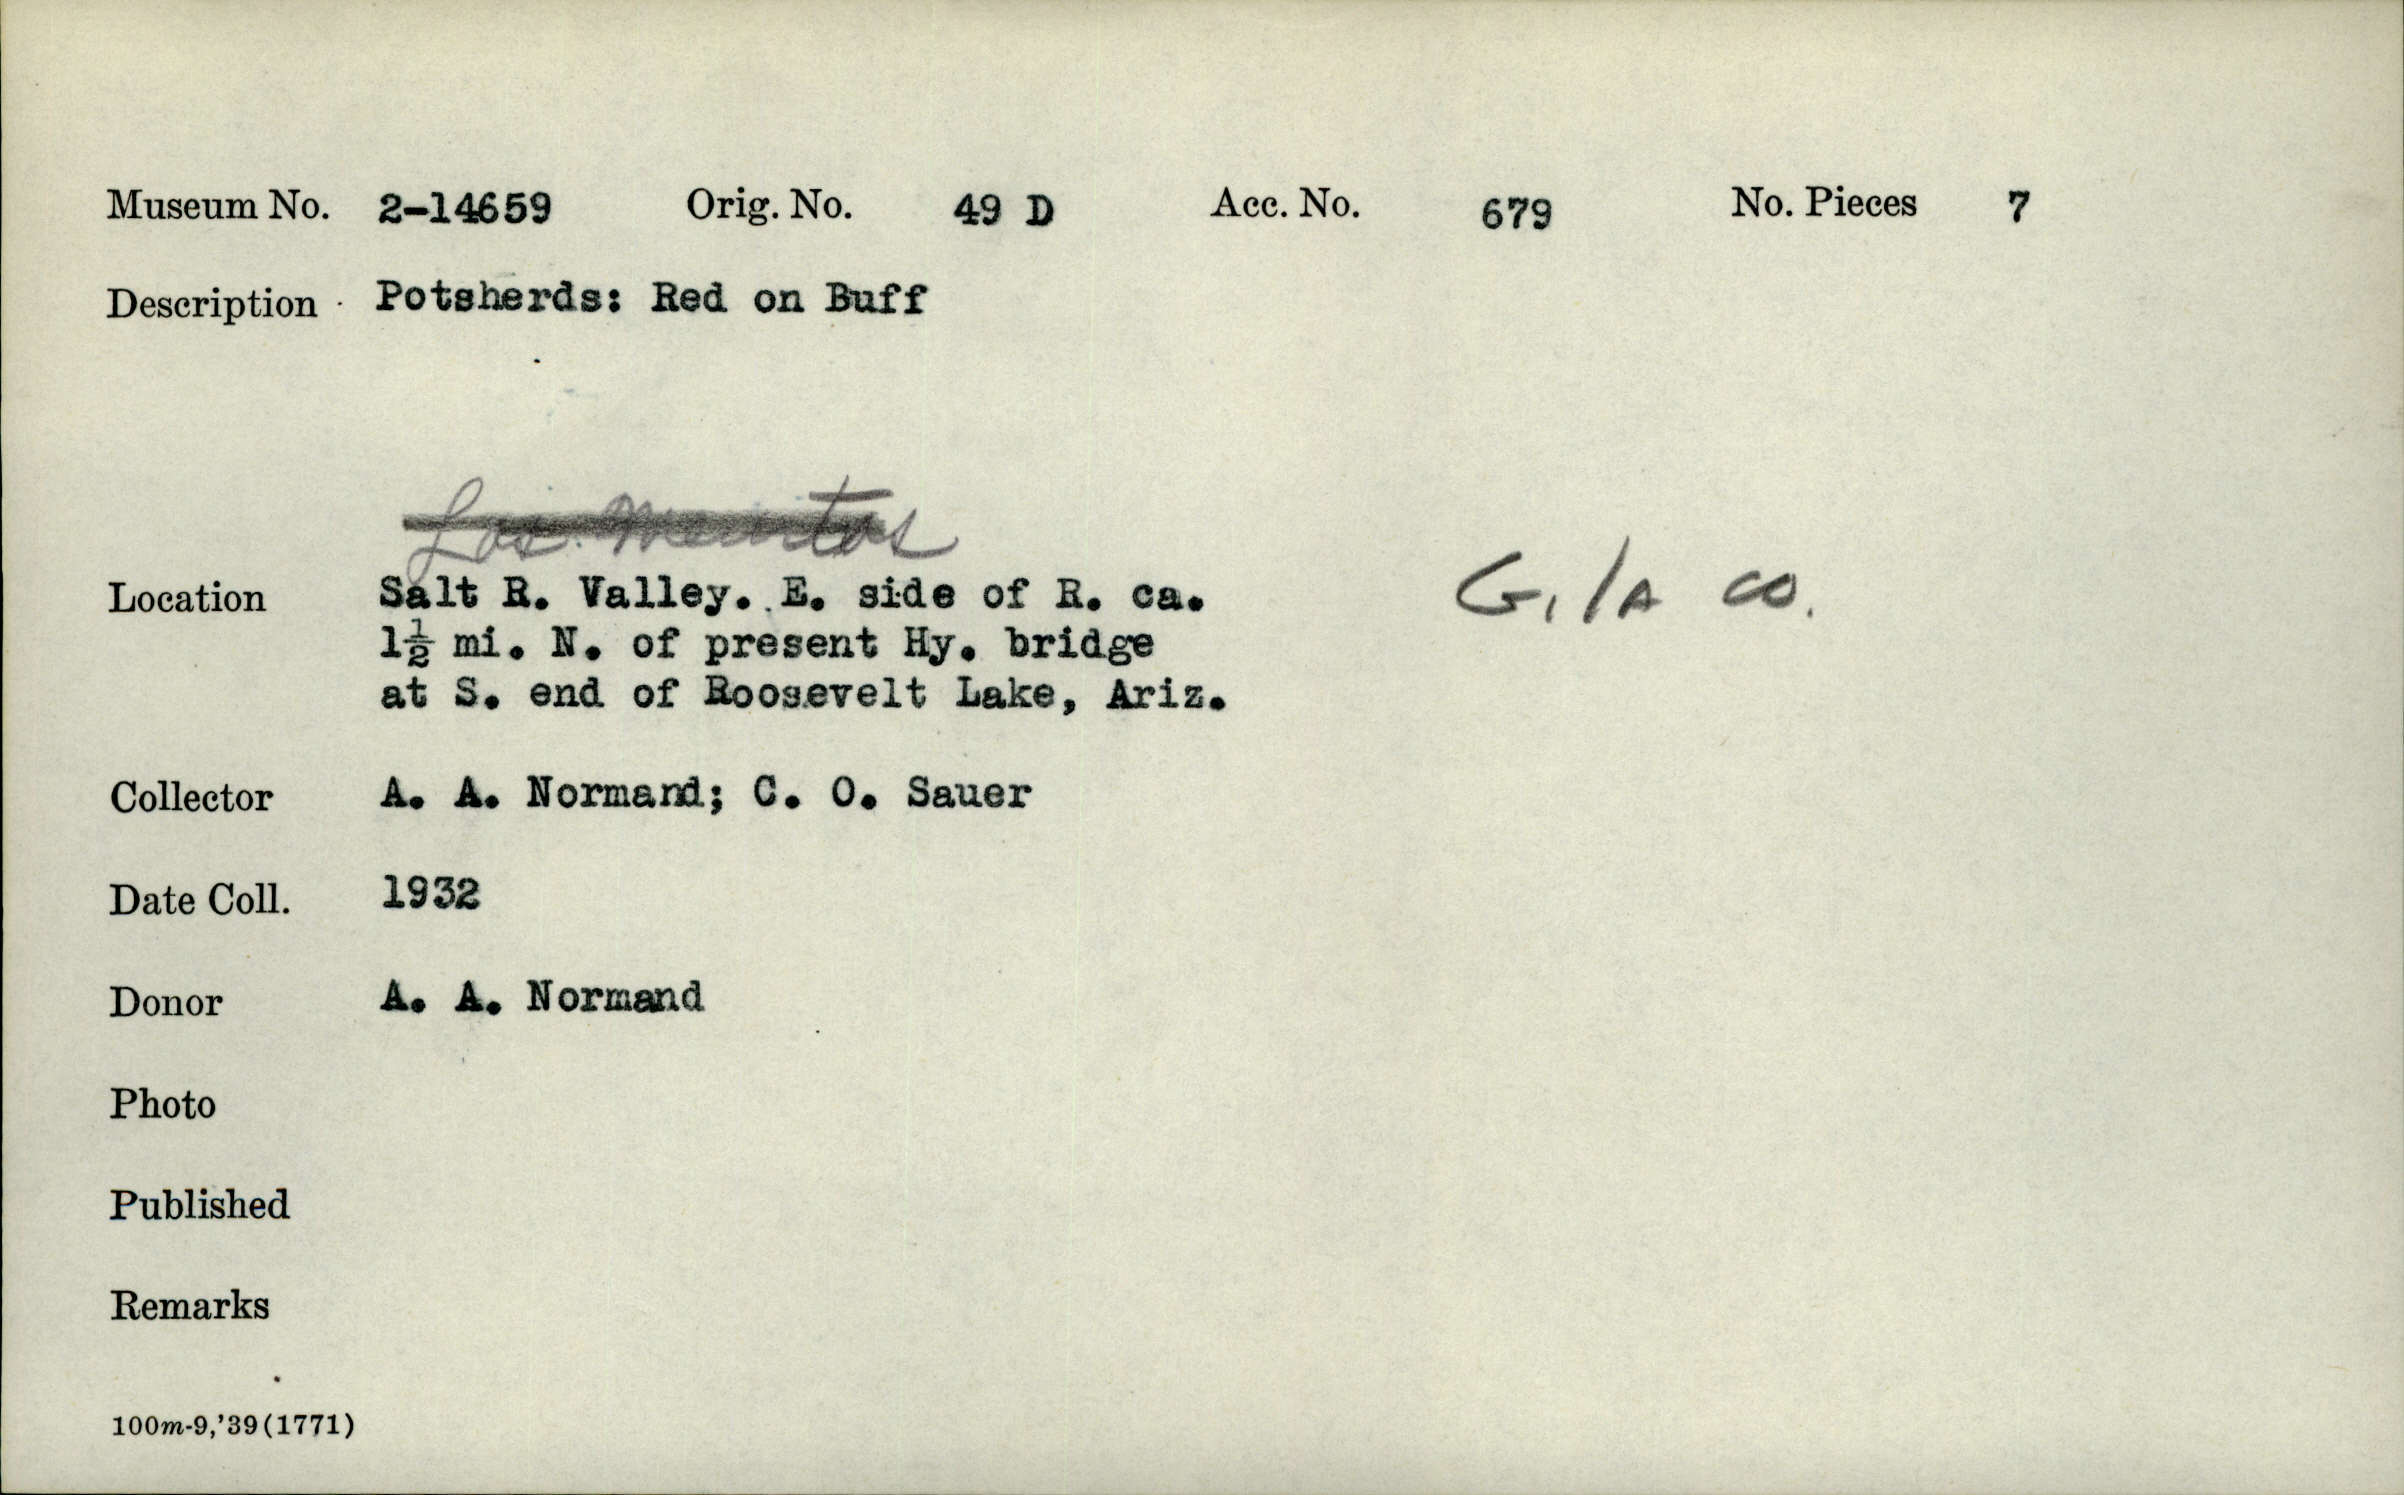 Museum No. 2-14659 Orig. No. 49 D Acc. No. 679 No. Pieces 7
Description Potsherds: Red on Buff
Los
Location Salt R. Valley. E. side of R. ca. Gila Co.
1½ mi. N. of present Hy. bridge
at S. end of Roosevelt Lake, Ariz.
Collector A. A. Normand; C. O. Sauer
Date Coll. 1932
Donor A. A. Normand
Photo
Published
Remarks
100m-9,'39(1771)